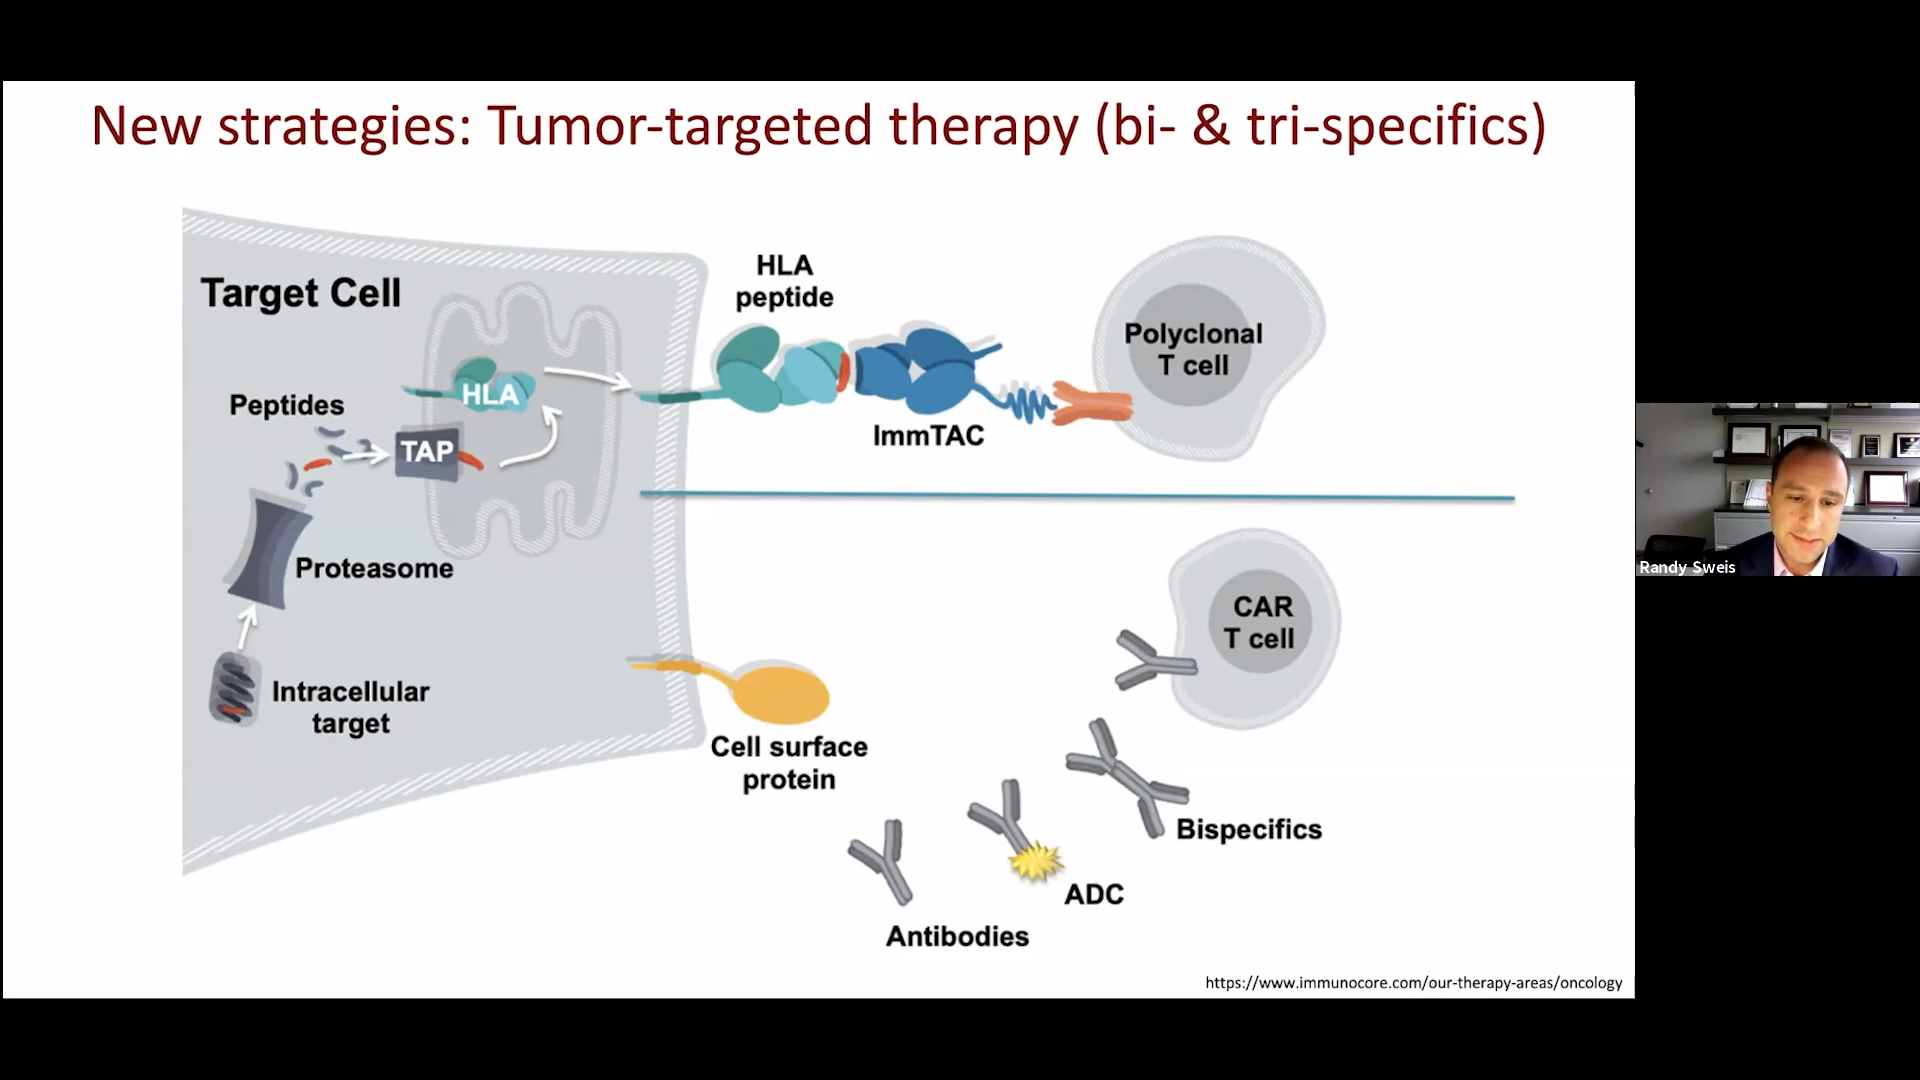 New strategies: Tumor-targeted therapy (bi- & tri-specifics)
Target Cell
HLA
peptide
Polyclonal
T cell
HLA
Peptides
TAP
ImmTAC
Proteasome
Intracellular
target
CAR
T cell
Cell surface
protein
Bispecifics
ADC
Antibodies
https://www.immunocore.com/our-therapy-areas/oncology
Randy Sweis